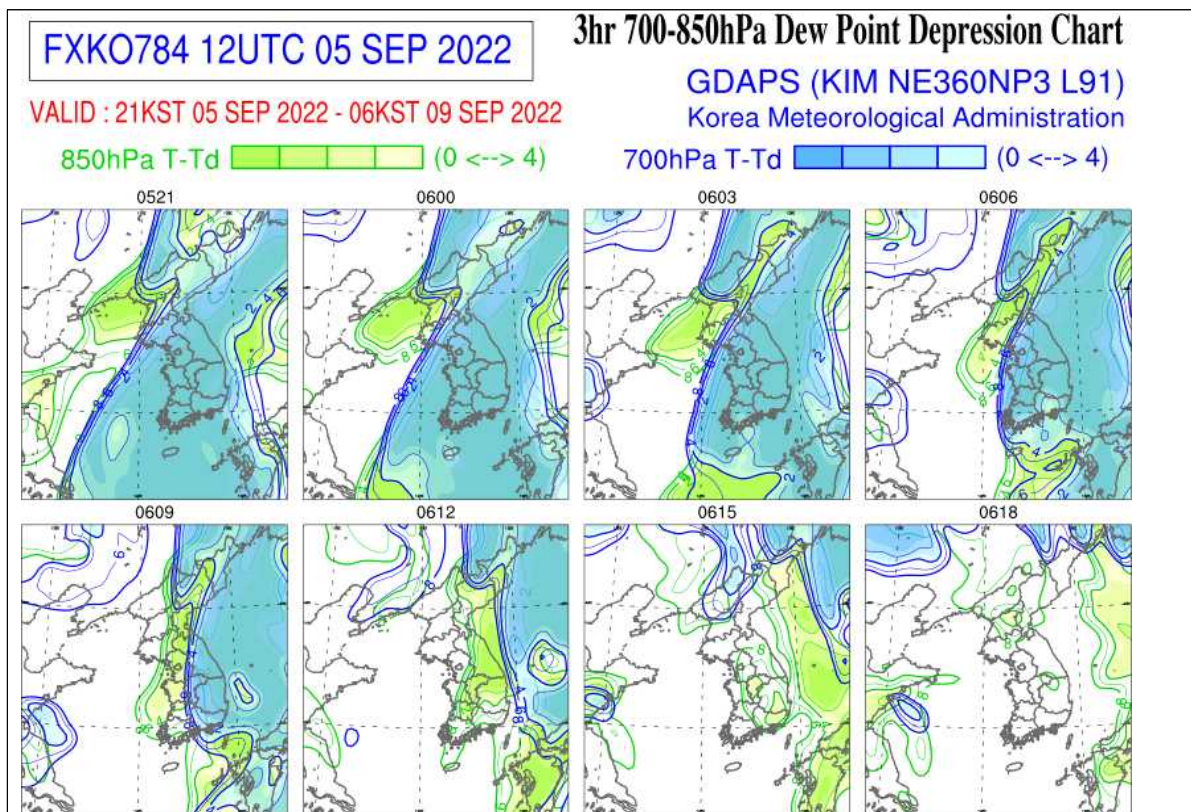 FXKO784 12UTC 05 SEP 2022
3hr 700-850hPa Dew Point Depression Chart
GDAPS (KIM NE360NP3 L91)
VALID : 21KST 05 SEP 2022 - 06KST 09 SEP 2022
Korea Meteorological Administration
850hPa T-Td (0 <--> 4)
700hPa T-Td (0 <--> 4)
0521
0600
0603
0606
0609
0612
0615
0618